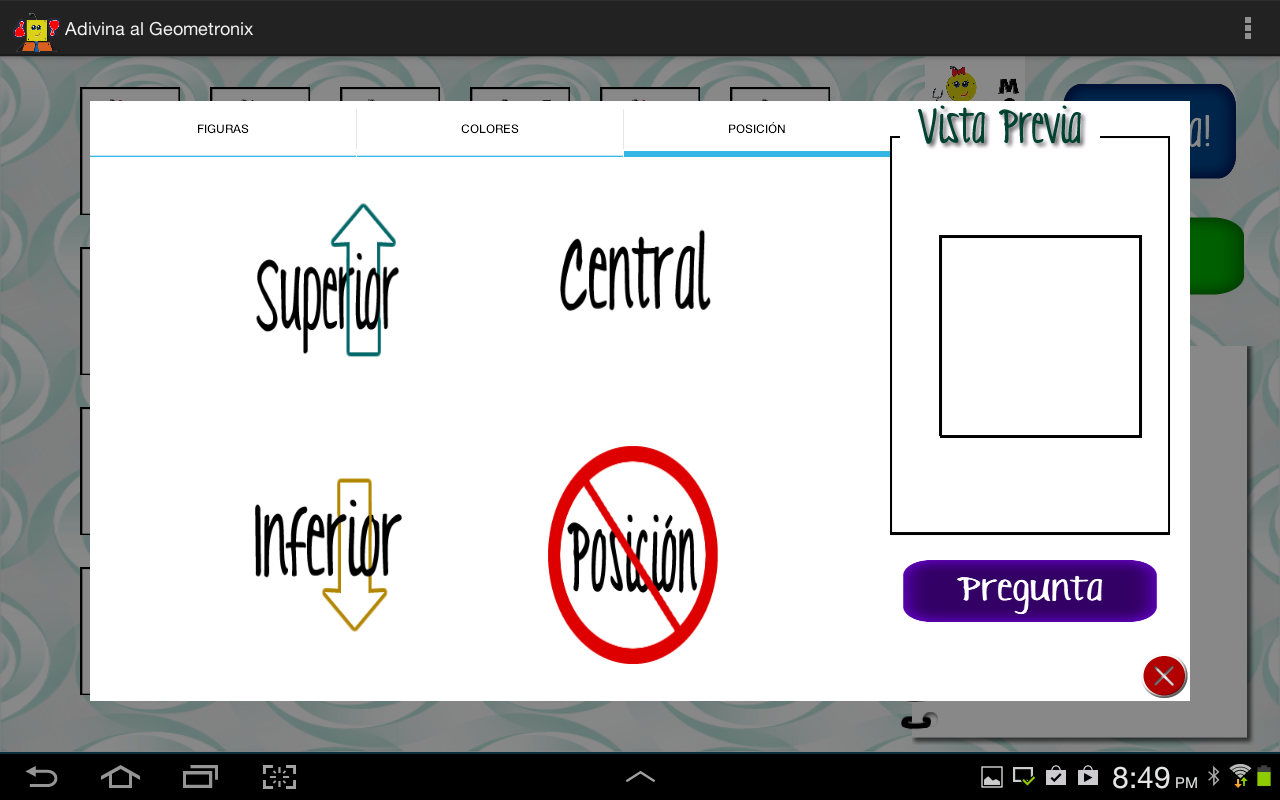 Adivina al Geometronix
FIGURAS
COLORES
POSICIÓN
Vista Previa
Superior
Central
Inferior
Posición
Pregunta
8:49 PM